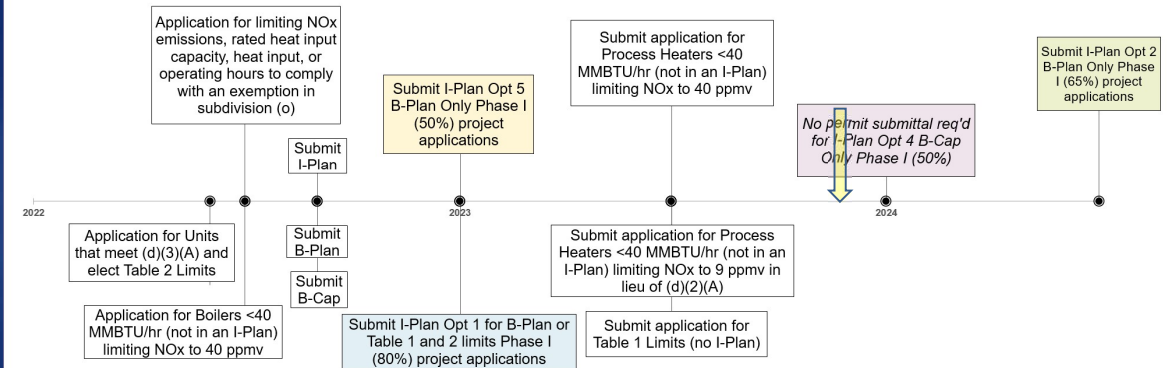 Application for limiting NOx
emissions, rated heat input
capacity, heat input, or
operating hours to comply
with an exemption in
subdivision (o)
Submit
I-Plan
Submit I-Plan Opt 5
B-Plan Only Phase I
(50%) project
applications
Submit application for
Process Heaters <40
MMBTU/hr (not in an I-Plan)
limiting NOx to 40 ppmv
No permit submittal req'd
for I-Plan Opt 4 B-Cap
Only Phase I (50%)
Submit I-Plan Opt 2
B-Plan Only Phase
I (65%) project
applications
2022
2023
2024
Application for Units
that meet (d)(3)(A) and
elect Table 2 Limits
Application for Boilers <40
MMBTU/hr (not in an I-Plan)
limiting NOx to 40 ppmv
Submit
B-Plan
Submit
B-Cap
Submit I-Plan Opt 1 for B-Plan or
Table 1 and 2 limits Phase I
(80%) project applications
Submit application for Process
Heaters <40 MMBTU/hr (not in an
I-Plan) limiting NOx to 9 ppmv in
lieu of (d)(2)(A)
Submit application for
Table 1 Limits (no I-Plan)